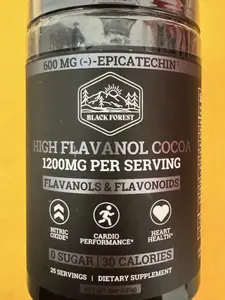 600 MG (-)-EPICATECHIN
BLACK FOREST
HIGH FLAVANOL COCOA
1200MG PER SERVING
FLAVANOLS & FLAVONOIDS
NITRIC OXIDE*
CARDIO PERFORMANCE*
HEART HEALTH*
0 SUGAR | 30 CALORIES
25 SERVINGS | DIETARY SUPPLEMENT